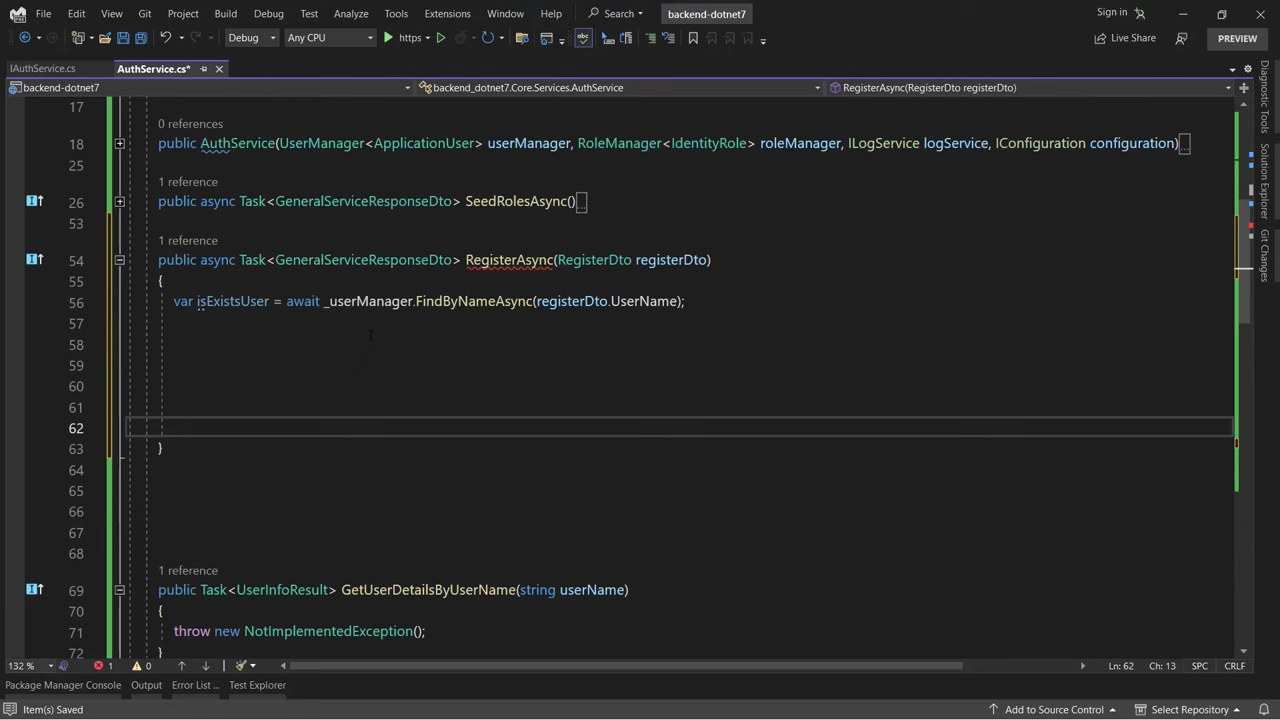 File Edit View Git Project Build Debug Test Analyze Tools Extensions Window Help Search backend-dotnet7 Sign in
Debug Any CPU https Live Share PREVIEW
IAuthService.cs AuthService.cs*
backend-dotnet7 backend_dotnet7.Core.Services.AuthService RegisterAsync(RegisterDto registerDto)
17
0 references
18 public AuthService(UserManager<ApplicationUser> userManager, RoleManager<IdentityRole> roleManager, ILogService logService, IConfiguration configuration)...
25
1 reference
26 public async Task<GeneralServiceResponseDto> SeedRolesAsync()...
53
1 reference
54 public async Task<GeneralServiceResponseDto> RegisterAsync(RegisterDto registerDto)
55 {
56 var isExistsUser = await _userManager.FindByNameAsync(registerDto.UserName);
57
58
59
60
61
62
63 }
64
65
66
67
68
1 reference
69 public Task<UserInfoResult> GetUserDetailsByUserName(string userName)
70 {
71 throw new NotImplementedException();
72 }
132 % 1 0 Ln: 62 Ch: 13 SPC CRLF
Package Manager Console Output Error List ... Test Explorer
Item(s) Saved Add to Source Control Select Repository
Diagnostic Tools
Solution Explorer
Git Changes